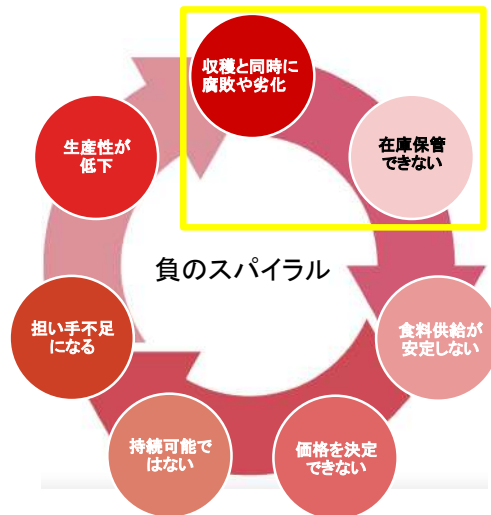 収穫と同時に
腐敗や劣化
在庫保管
できない
食料供給が
安定しない
価格を決定
できない
持続可能で
はない
担い手不足
になる
生産性が
低下
負のスパイラル